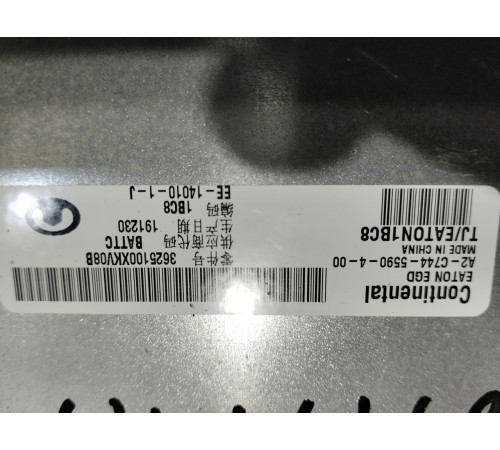 Continental
EATON EGD
A2-C744-5590-4-00
MADE IN CHINA
TJ/EATON1BC8
零件号 3625100XKV08B
供应商代码 BATTC
生产日期 191230
编码 1BC8
EE-14010-1-J